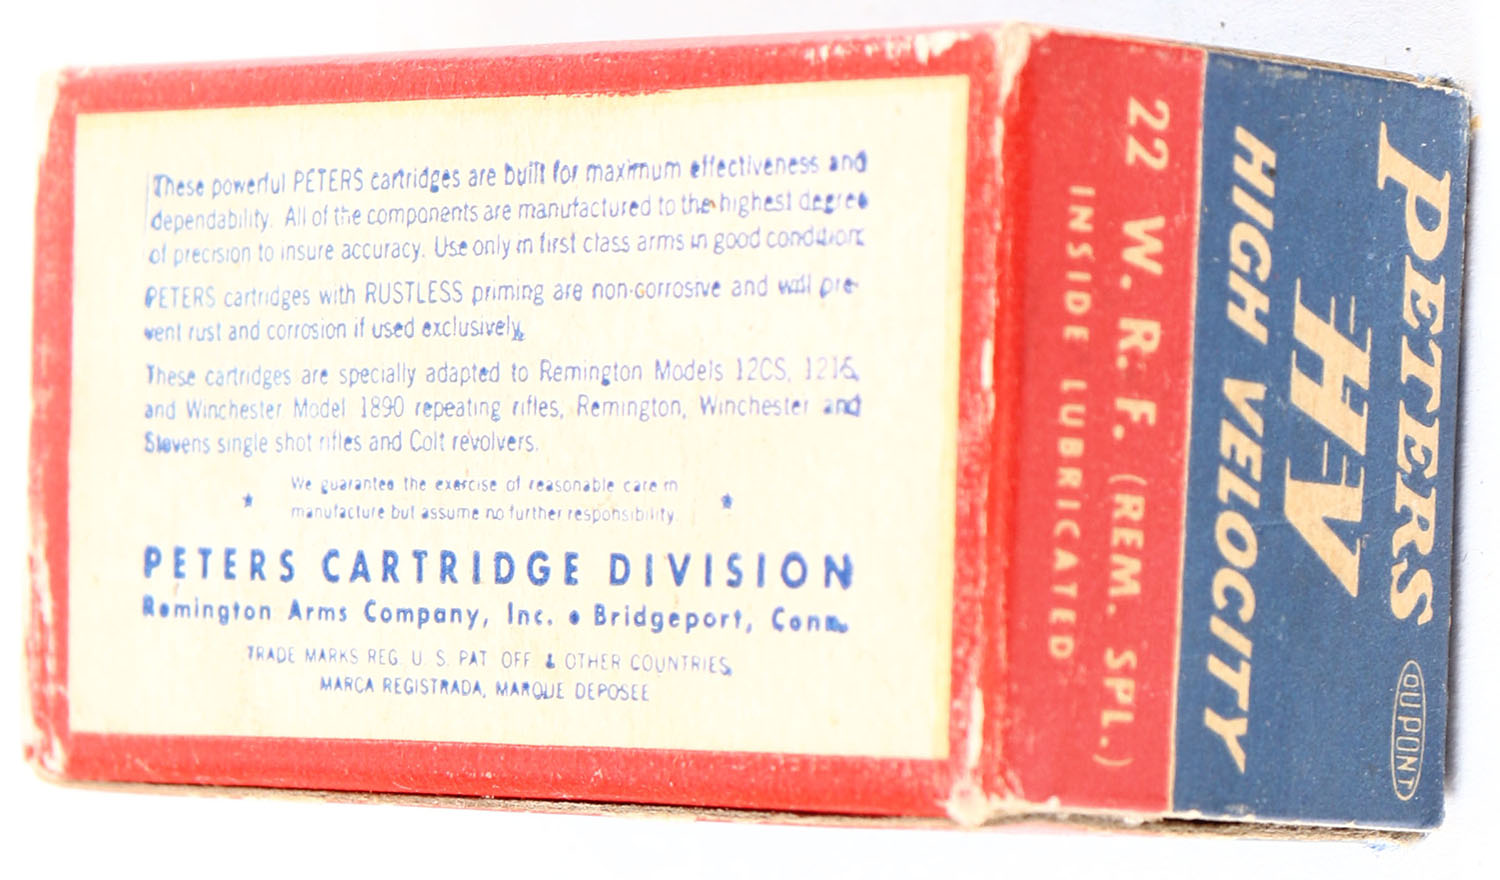 These powerful PETERS cartridges are built for maximum effectiveness and
dependability. All of the components are manufactured to the highest degree
of precision to insure accuracy. Use only in first class arms in good condition.
PETERS cartridges with RUSTLESS priming are non-corrosive and will pre-
vent rust and corrosion if used exclusively.
These cartridges are specially adapted to Remington Models 12CS, 121S,
and Winchester Model 1890 repeating rifles, Remington, Winchester and
Stevens single shot rifles and Colt revolvers.
We guarantee the exercise of reasonable care in
manufacture but assume no further responsibility.
PETERS CARTRIDGE DIVISION
Remington Arms Company, Inc. • Bridgeport, Conn.
TRADE MARKS REG. U. S. PAT. OFF. & OTHER COUNTRIES,
MARCA REGISTRADA, MARQUE DEPOSEE
PETERS
HV
HIGH VELOCITY
DUPONT
22 W. R. F. (REM. SPL.)
INSIDE LUBRICATED